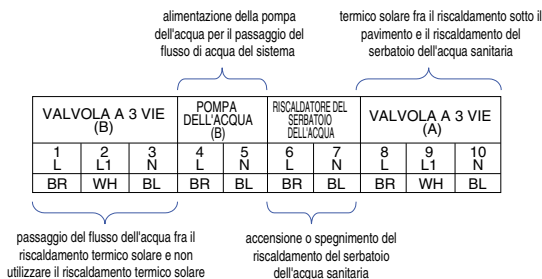 alimentazione della pompa
dell'acqua per il passaggio del
flusso di acqua del sistema
termico solare fra il riscaldamento sotto il
pavimento e il riscaldamento del
serbatoio dell'acqua sanitaria
VALVOLA A 3 VIE
(B)
POMPA
DELL'ACQUA
(B)
RISCALDATORE DEL
SERBATOIO
DELL'ACQUA
VALVOLA A 3 VIE
(A)
1 2 3 4 5 6 7 8 9 10
L L1 N L N L N L L1 N
BR WH BL BR BL BR BL BR WH BL
passaggio del flusso dell'acqua fra il
riscaldamento termico solare e non
utilizzare il riscaldamento termico solare
accensione o spegnimento del
riscaldamento del serbatoio
dell'acqua sanitaria